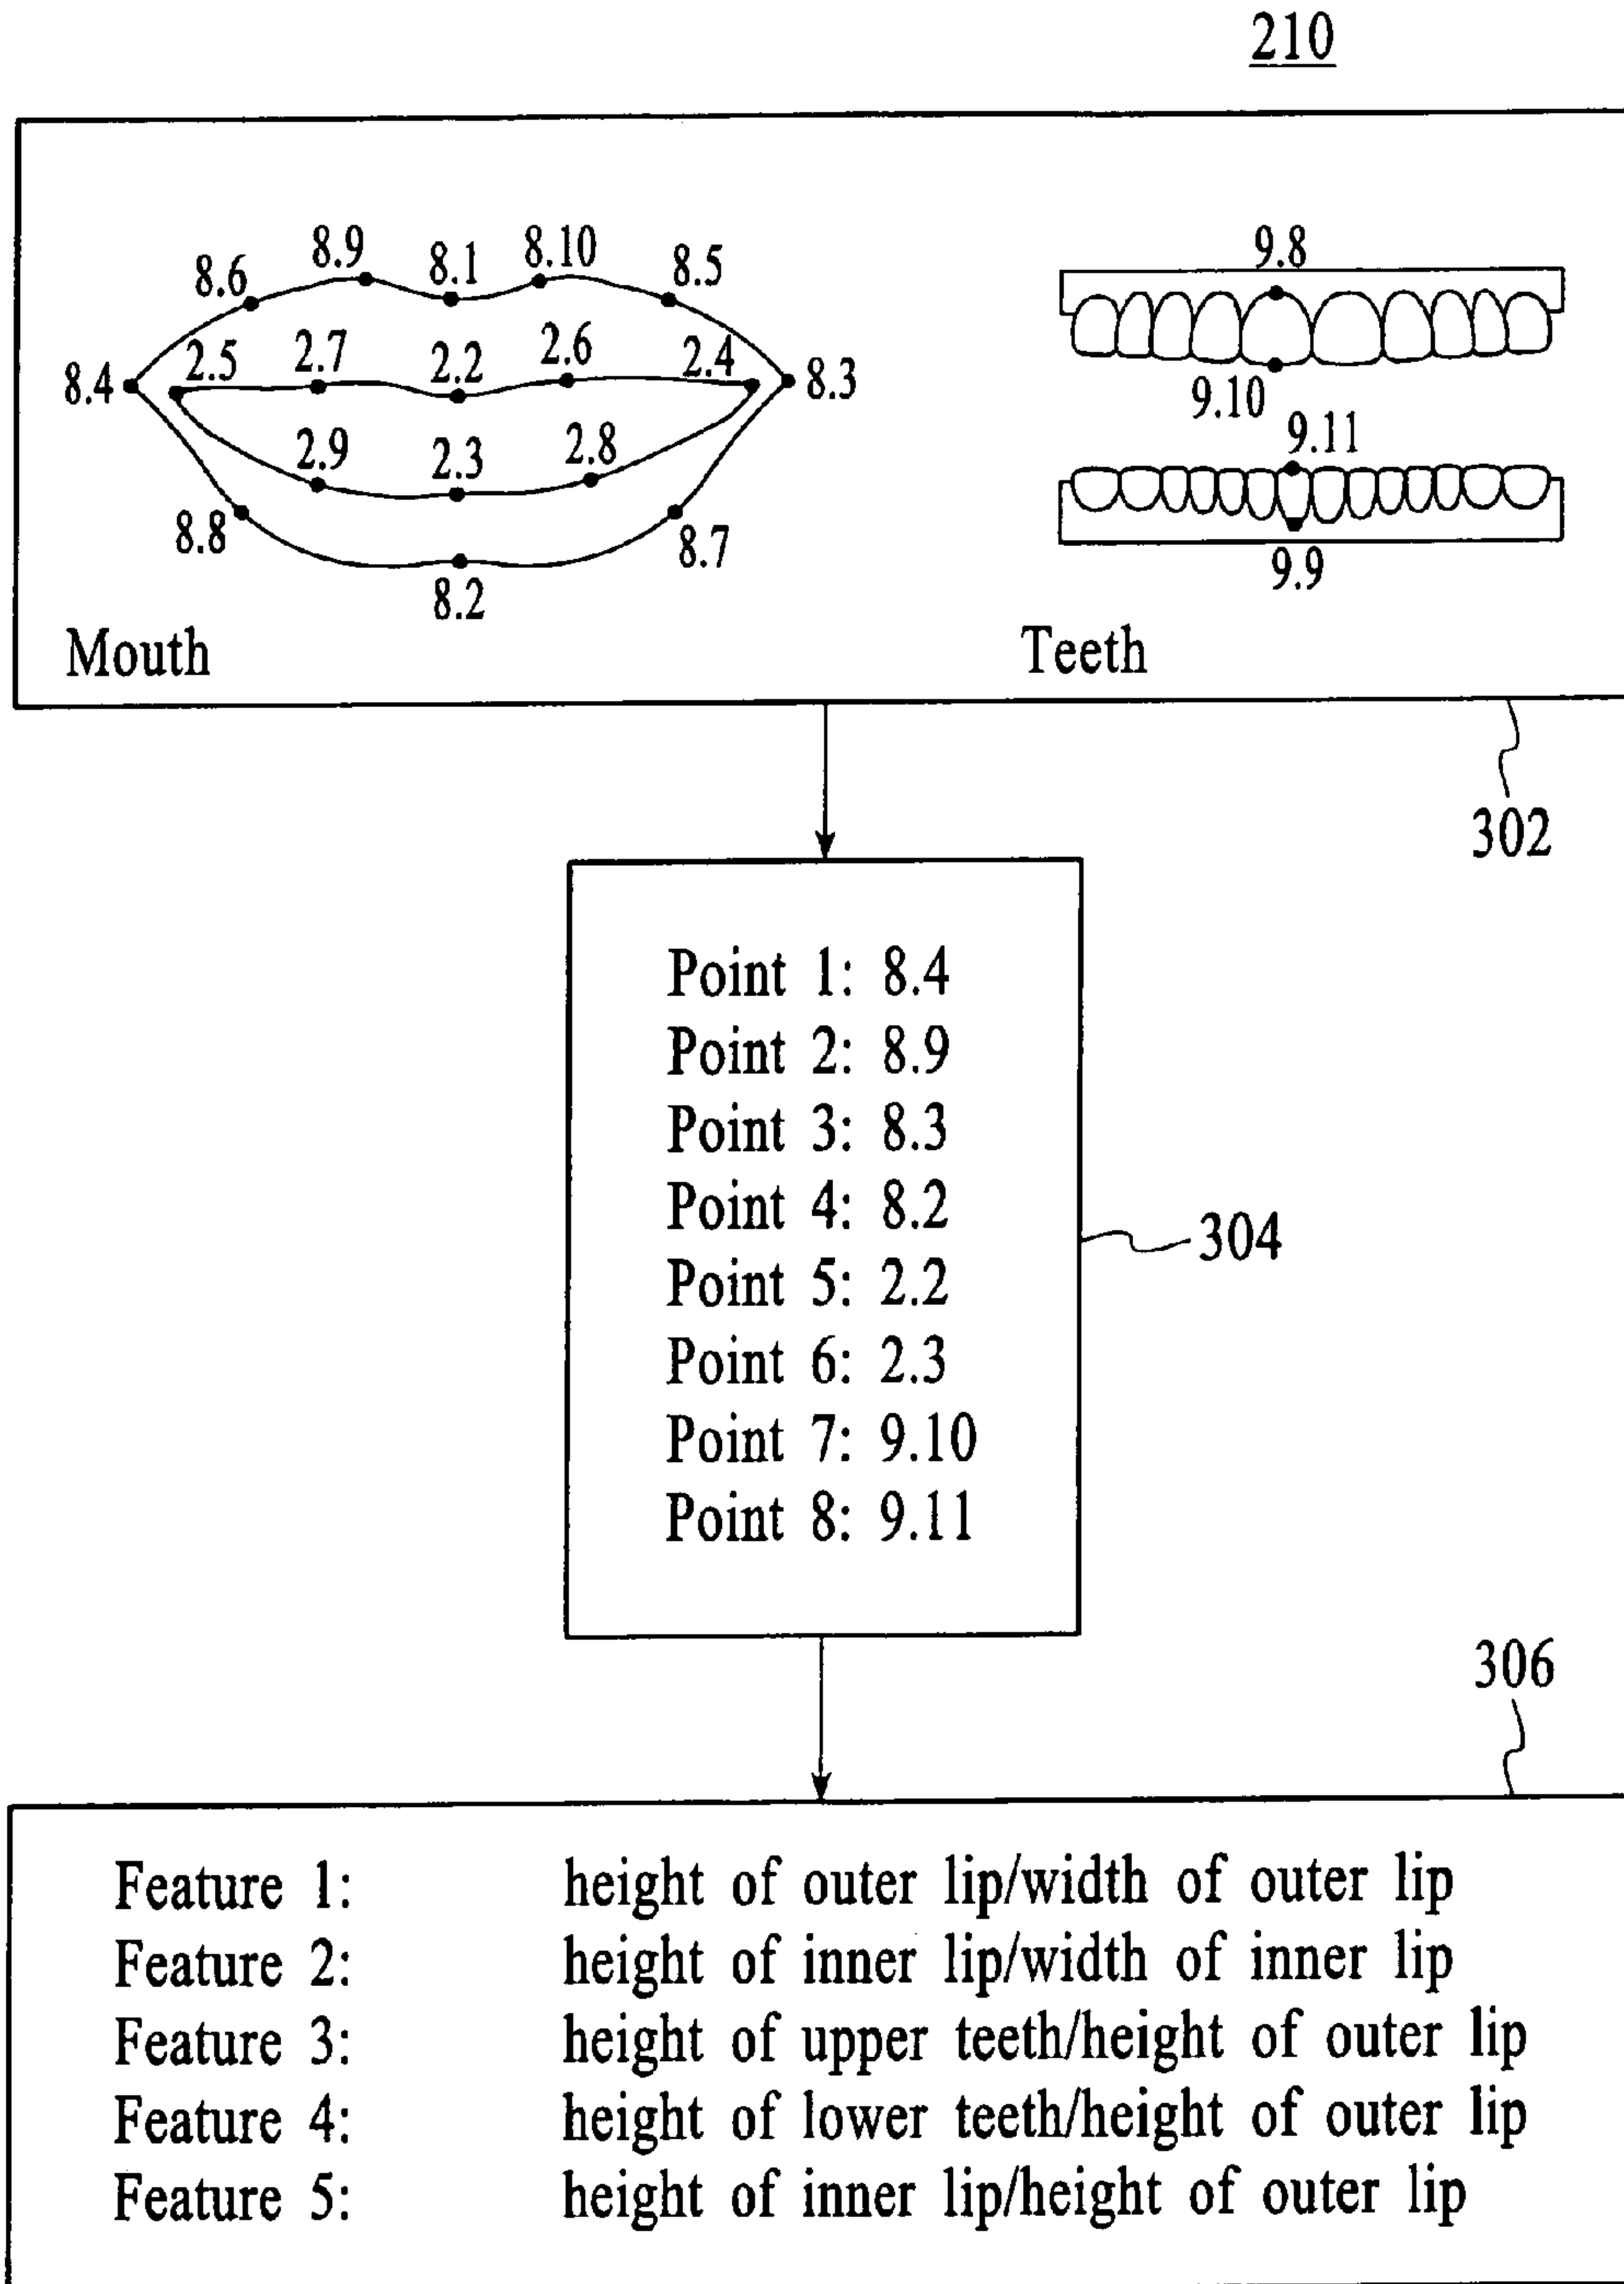 210
8.9 8.1 8.10
8.6 8.5
2.5 2.7 2.2 2.6 2.4
8.4 8.3
2.9 2.3 2.8
8.8 8.7
8.2
Mouth
9.8
9.10
9.11
9.9
Teeth
302
Point 1: 8.4
Point 2: 8.9
Point 3: 8.3
Point 4: 8.2
Point 5: 2.2
Point 6: 2.3
Point 7: 9.10
Point 8: 9.11
304
306
Feature 1: height of outer lip/width of outer lip
Feature 2: height of inner lip/width of inner lip
Feature 3: height of upper teeth/height of outer lip
Feature 4: height of lower teeth/height of outer lip
Feature 5: height of inner lip/height of outer lip